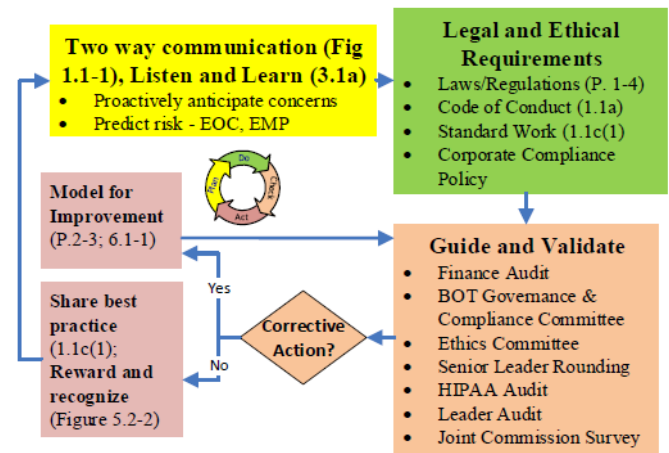 Two way communication (Fig
1.1-1), Listen and Learn (3.1a)
• Proactively anticipate concerns
• Predict risk - EOC, EMP
Legal and Ethical
Requirements
• Laws/Regulations (P. 1-4)
• Code of Conduct (1.1a)
• Standard Work (1.1c(1)
• Corporate Compliance
Policy
Plan
Do
Check
Act
Model for
Improvement
(P.2-3; 6.1-1)
Guide and Validate
• Finance Audit
• BOT Governance &
Compliance Committee
• Ethics Committee
• Senior Leader Rounding
• HIPAA Audit
• Leader Audit
• Joint Commission Survey
Corrective
Action?
Yes
No
Share best
practice
(1.1c(1);
Reward and
recognize
(Figure 5.2-2)